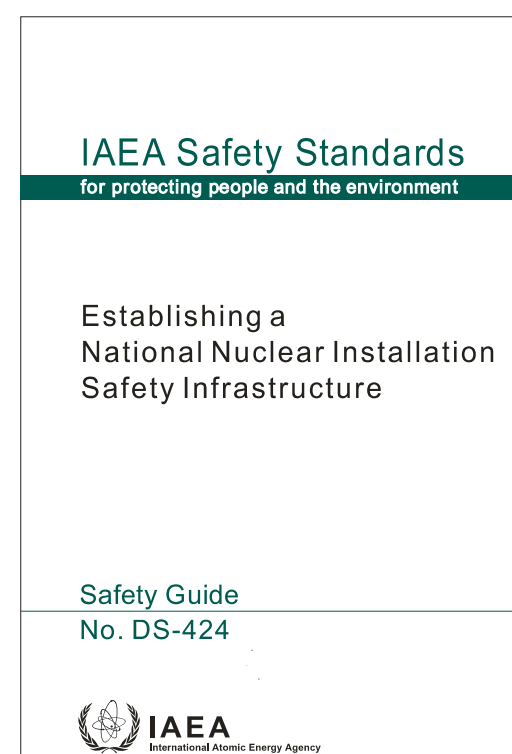 IAEA Safety Standards
for protecting people and the environment
Establishing a
National Nuclear Installation
Safety Infrastructure
Safety Guide
No. DS-424
IAEA
International Atomic Energy Agency